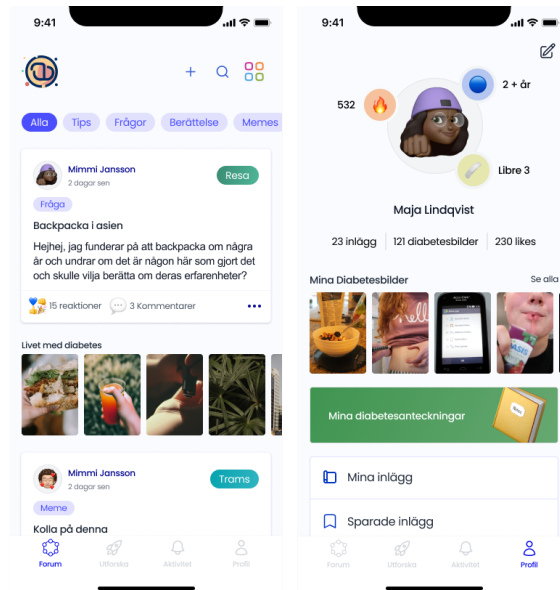 9:41
Alla
Tips
Frågor
Berättelse
Memes
Mimmi Jansson
2 dagar sen
Resa
Fråga
Backpacka i asien
Hejhej, jag funderar på att backpacka om några
år och undrar om det är någon här som gjort det
och skulle vilja berätta om deras erfarenheter?
15 reaktioner
3 Kommentarer
Livet med diabetes
Mimmi Jansson
2 dagar sen
Trams
Meme
Kolla på denna
Forum
Utforska
Aktivitet
Profil
9:41
532
2 + år
Libre 3
Maja Lindqvist
23 inlägg
121 diabetesbilder
230 likes
Mina Diabetesbilder
Se alla
Mina diabetesanteckningar
Mina inlägg
Sparade inlägg
Forum
Utforska
Aktivitet
Profil